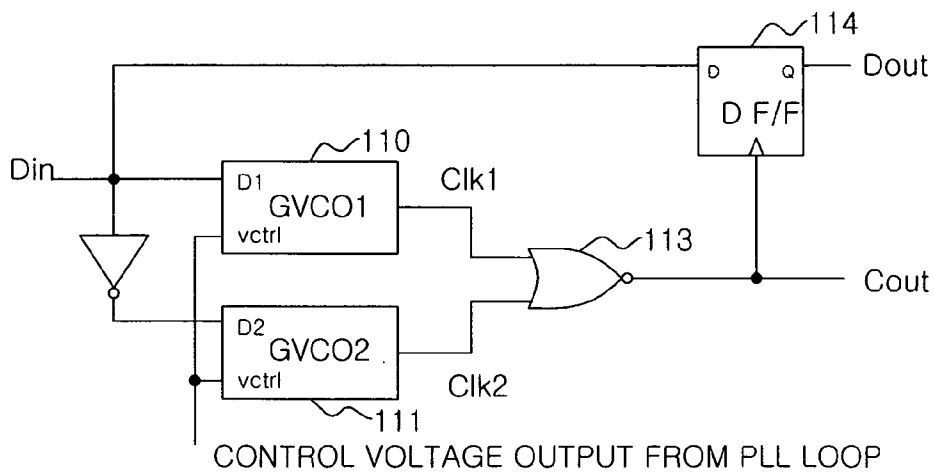 114
D Q
Dout
D F/F
110
Din
D1
GVCO1
Clk1
vctrl
113
Cout
D2
GVCO2
vctrl
Clk2
111
CONTROL VOLTAGE OUTPUT FROM PLL LOOP